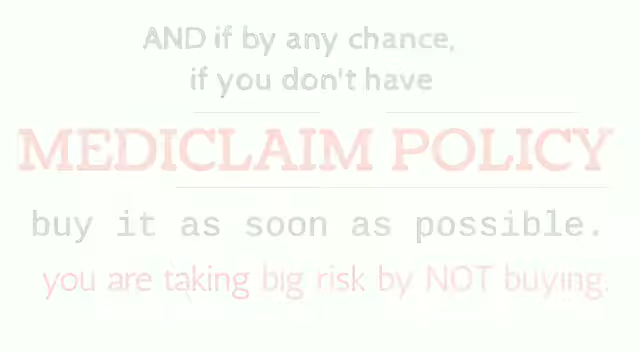 AND if by any chance,
if you don't have
MEDICLAIM POLICY
buy it as soon as possible.
you are taking big risk by NOT buying.